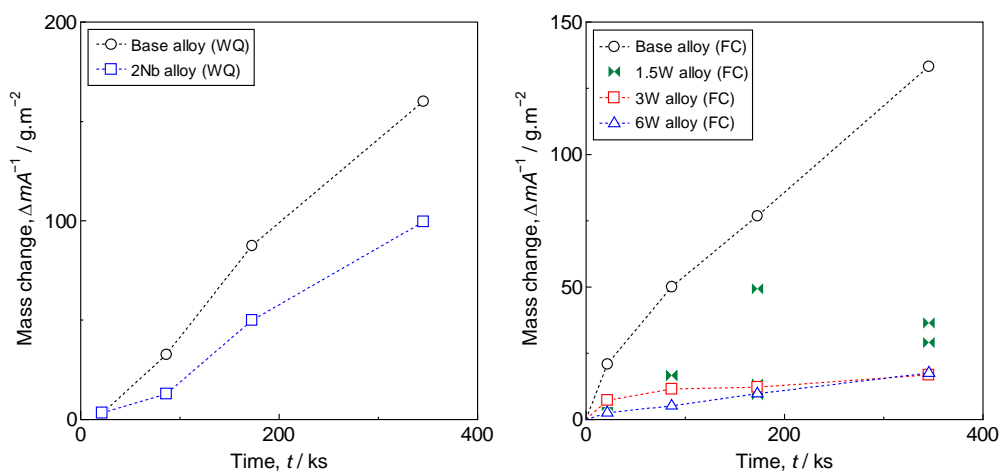 200
100
0
0
200
400
Mass change, ΔmA⁻¹ / g.m⁻²
Time, t / ks
Base alloy (WQ)
2Nb alloy (WQ)
150
100
50
0
0
200
400
Mass change, ΔmA⁻¹ / g.m⁻²
Time, t / ks
Base alloy (FC)
1.5W alloy (FC)
3W alloy (FC)
6W alloy (FC)